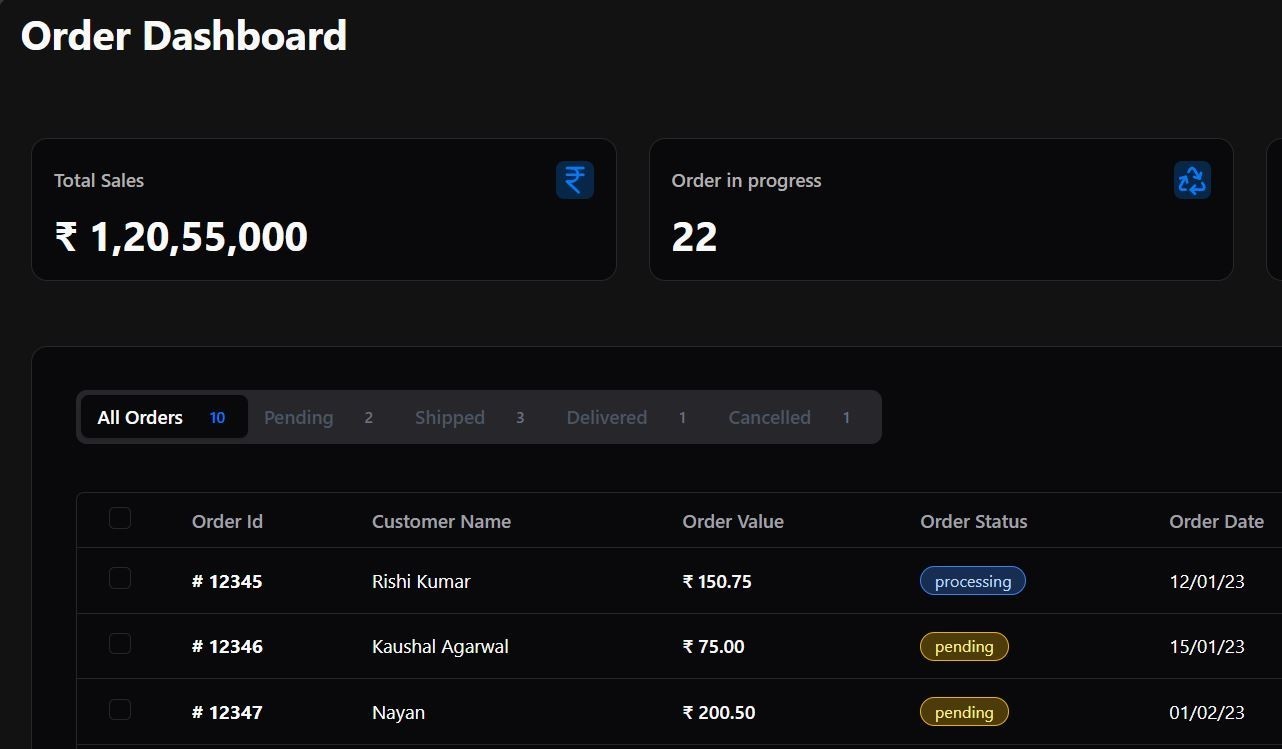 Order Dashboard
Total Sales
₹ 1,20,55,000
Order in progress
22
All Orders 10 Pending 2 Shipped 3 Delivered 1 Cancelled 1
Order Id Customer Name Order Value Order Status Order Date
# 12345 Rishi Kumar ₹ 150.75 processing 12/01/23
# 12346 Kaushal Agarwal ₹ 75.00 pending 15/01/23
# 12347 Nayan ₹ 200.50 pending 01/02/23